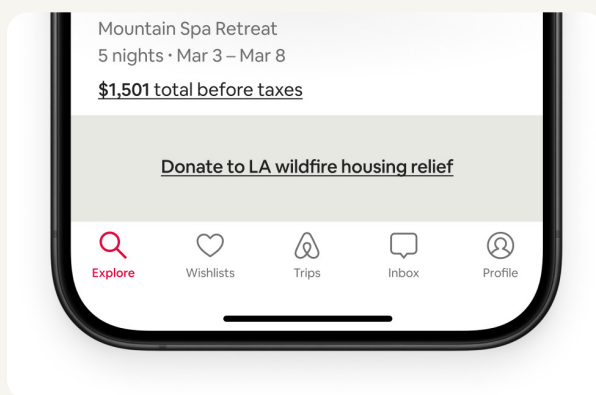 Mountain Spa Retreat
5 nights · Mar 3 – Mar 8
$1,501 total before taxes
Donate to LA wildfire housing relief
Explore Wishlists Trips Inbox Profile